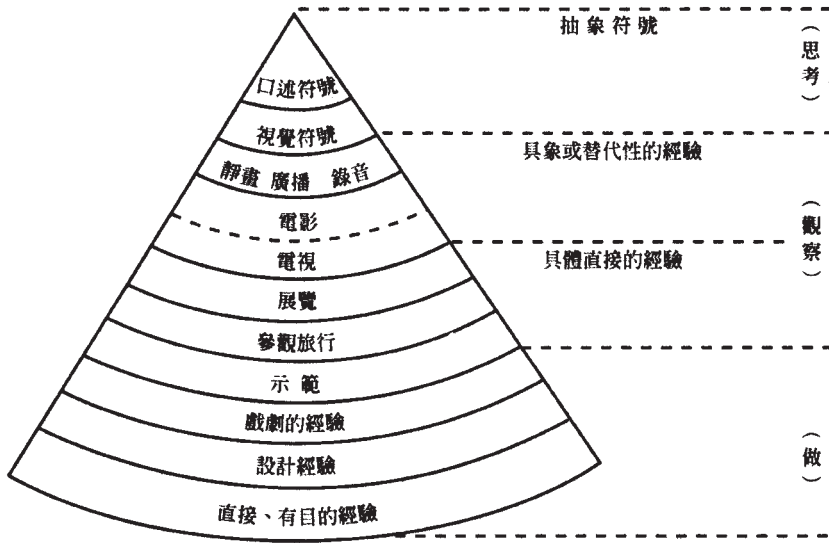 抽象符號
（思考）
口述符號
視覺符號
具象或替代性的經驗
靜畫 廣播 錄音
電影
（觀察）
電視
具體直接的經驗
展覽
參觀旅行
示範
戲劇的經驗
設計經驗
（做）
直接、有目的經驗